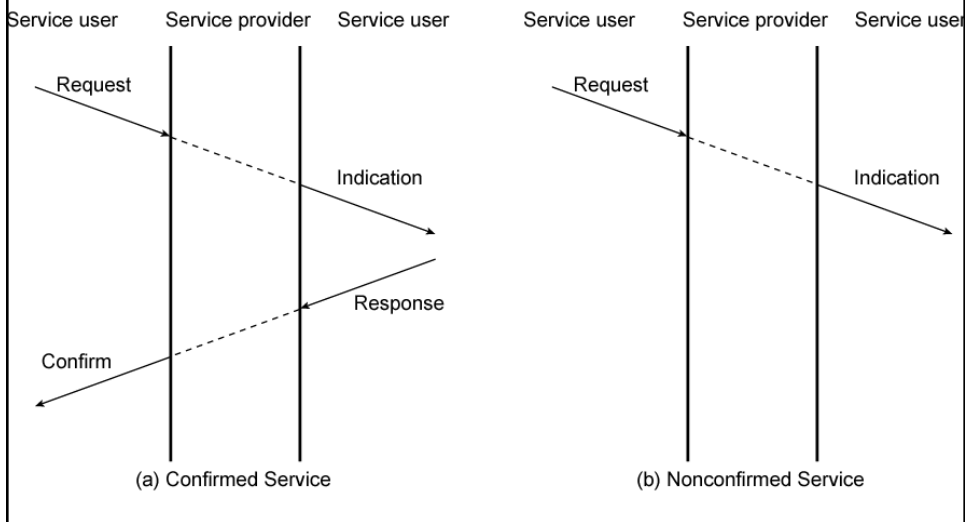 Service user Service provider Service user Service user Service provider Service user
Request Request
Indication Indication
Response
Confirm
(a) Confirmed Service (b) Nonconfirmed Service